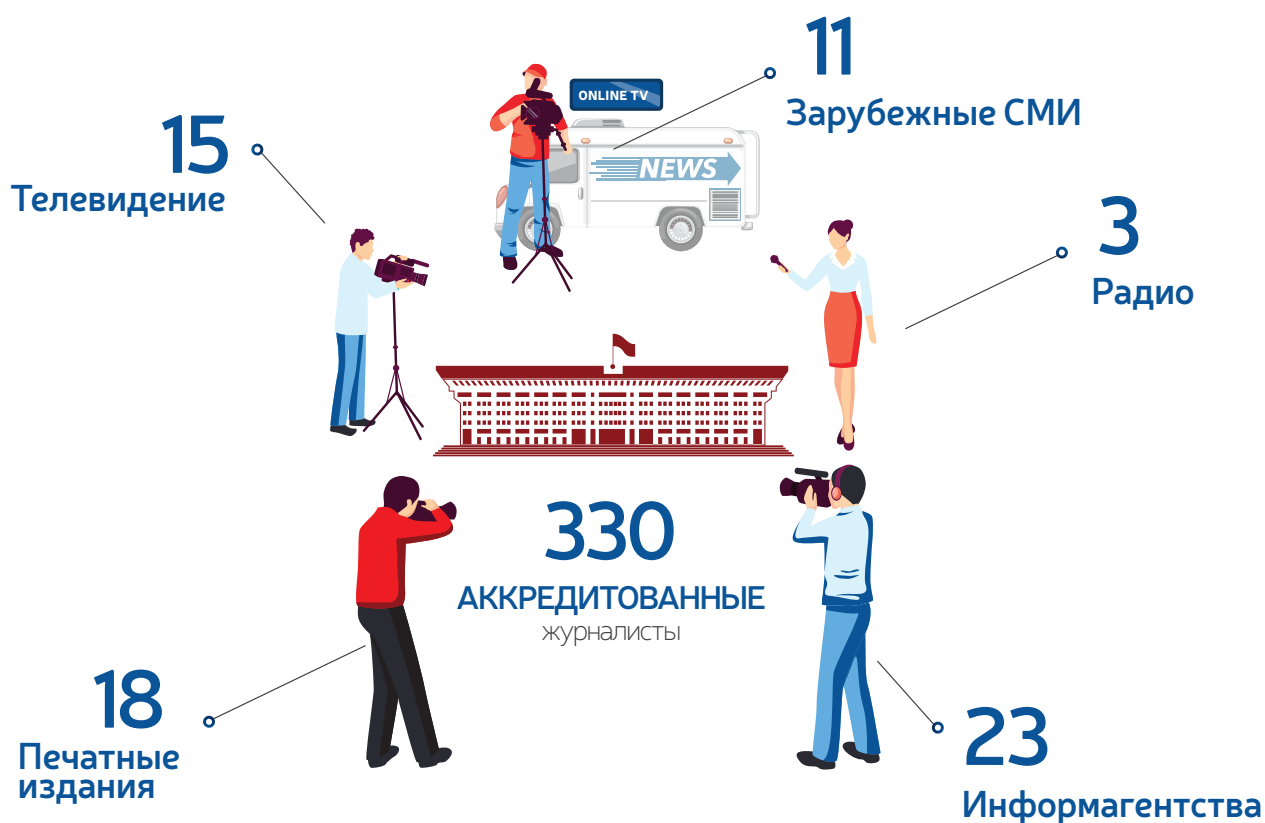 11
Зарубежные СМИ
ONLINE TV
NEWS
15
Телевидение
3
Радио
330
АККРЕДИТОВАННЫЕ
журналисты
18
Печатные
издания
23
Информагентства